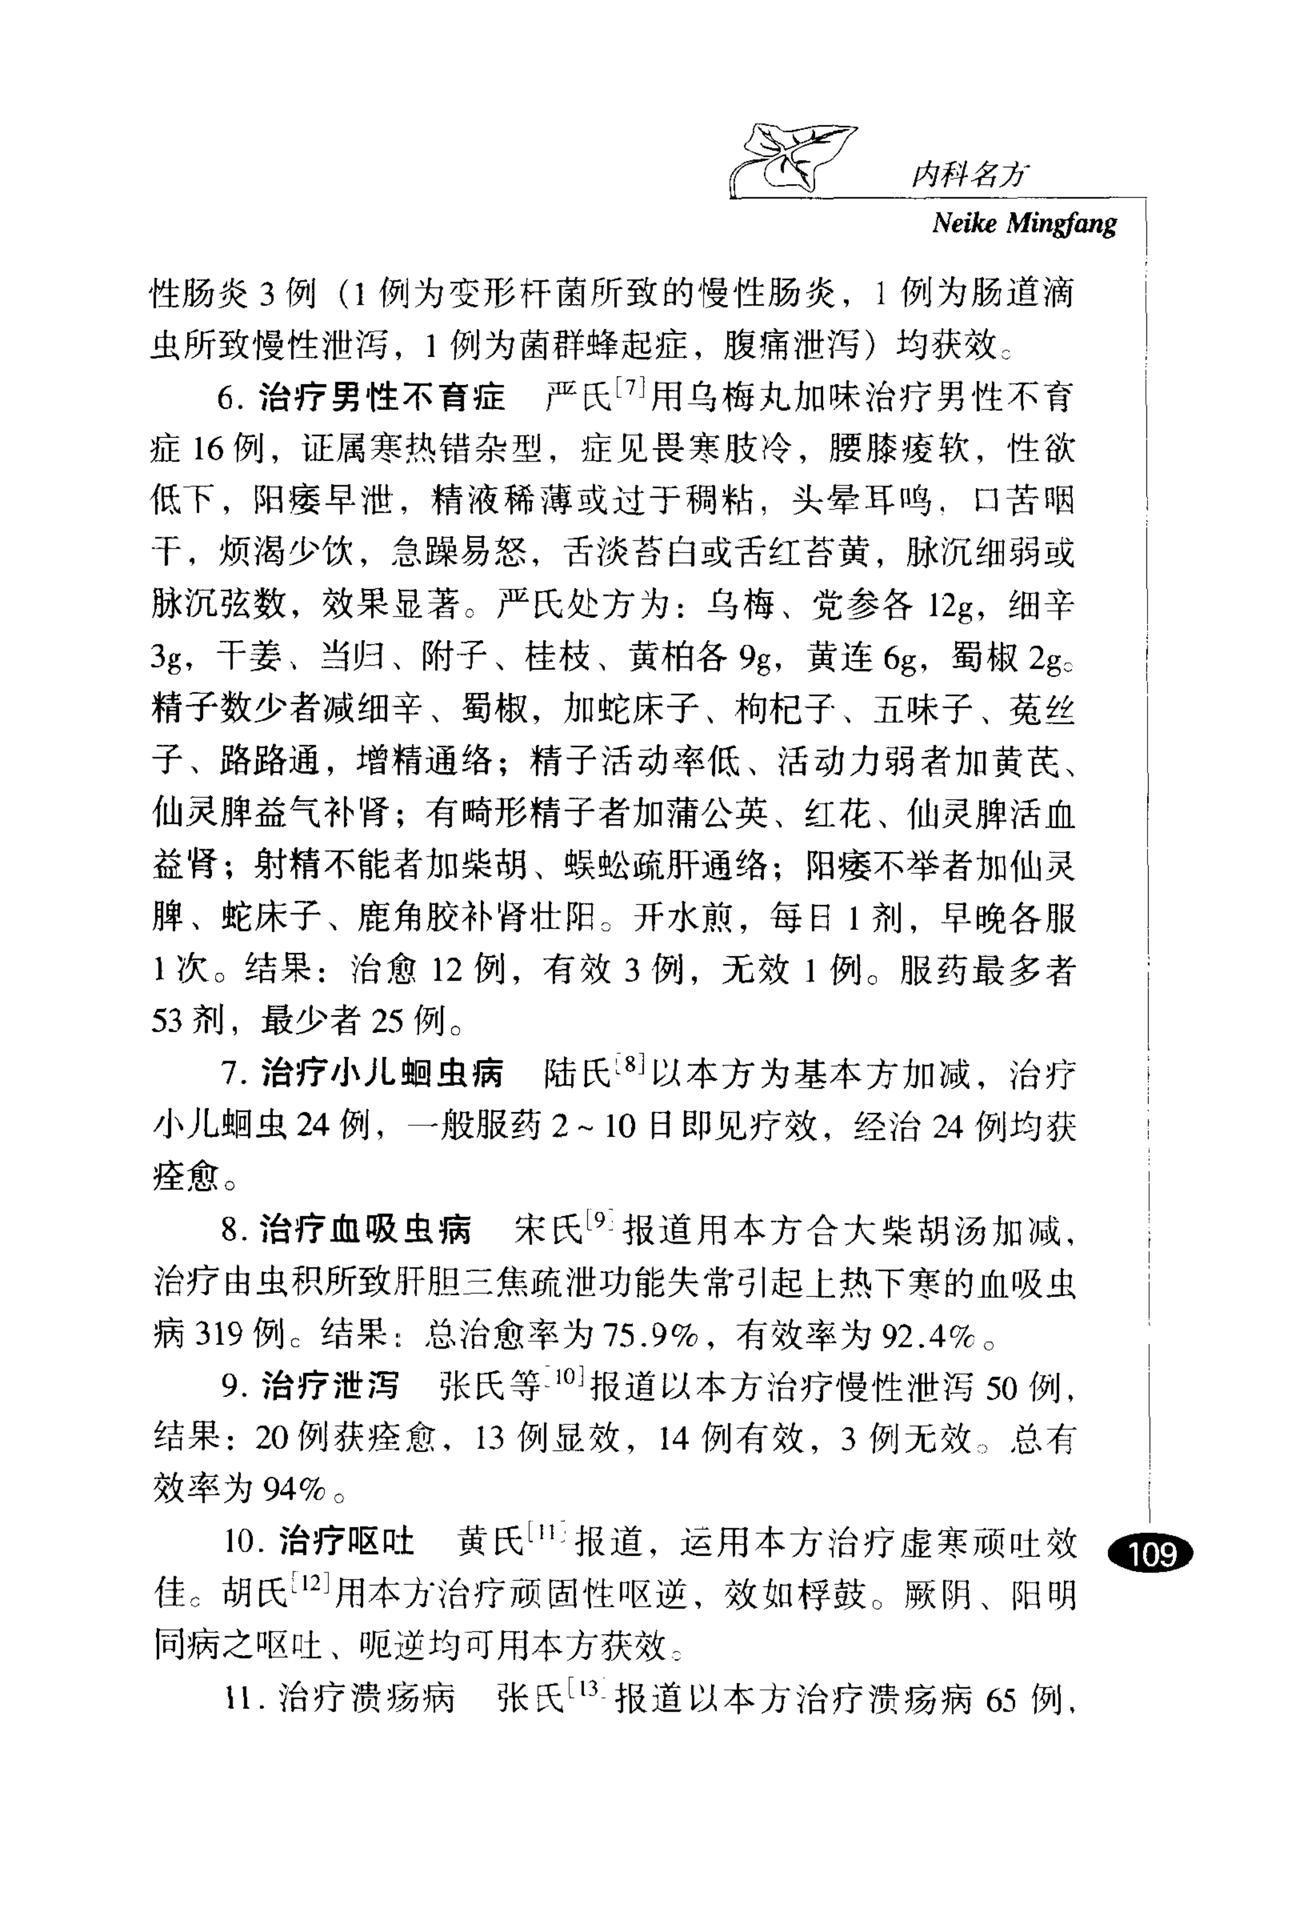 内科名方
Neike Mingfang
性肠炎 3 例（1 例为变形杆菌所致的慢性肠炎，1 例为肠道滴
虫所致慢性泄泻，1 例为菌群蜂起症，腹痛泄泻）均获效。
6. 治疗男性不育症　严氏[7]用乌梅丸加味治疗男性不育
症 16 例，证属寒热错杂型，症见畏寒肢冷，腰膝痠软，性欲
低下，阳痿早泄，精液稀薄或过于稠粘，头晕耳鸣，口苦咽
干，烦渴少饮，急躁易怒，舌淡苔白或舌红苔黄，脉沉细弱或
脉沉弦数，效果显著。严氏处方为：乌梅、党参各 12g，细辛
3g，干姜、当归、附子、桂枝、黄柏各 9g，黄连 6g，蜀椒 2g。
精子数少者减细辛、蜀椒，加蛇床子、枸杞子、五味子、菟丝
子、路路通，增精通络；精子活动率低、活动力弱者加黄芪、
仙灵脾益气补肾；有畸形精子者加蒲公英、红花、仙灵脾活血
益肾；射精不能者加柴胡、蜈蚣疏肝通络；阳痿不举者加仙灵
脾、蛇床子、鹿角胶补肾壮阳。开水煎，每日 1 剂，早晚各服
1 次。结果：治愈 12 例，有效 3 例，无效 1 例。服药最多者
53 剂，最少者 25 例。
7. 治疗小儿蛔虫病　陆氏[8]以本方为基本方加减，治疗
小儿蛔虫 24 例，一般服药 2～10 日即见疗效，经治 24 例均获
痊愈。
8. 治疗血吸虫病　宋氏[9]报道用本方合大柴胡汤加减，
治疗由虫积所致肝胆三焦疏泄功能失常引起上热下寒的血吸虫
病 319 例。结果：总治愈率为 75.9%，有效率为 92.4%。
9. 治疗泄泻　张氏等[10]报道以本方治疗慢性泄泻 50 例，
结果：20 例获痊愈，13 例显效，14 例有效，3 例无效。总有
效率为 94%。
10. 治疗呕吐　黄氏[11]报道，运用本方治疗虚寒顽吐效
佳。胡氏[12]用本方治疗顽固性呕逆，效如桴鼓。厥阴、阳明
同病之呕吐、呃逆均可用本方获效。
11. 治疗溃疡病　张氏[13]报道以本方治疗溃疡病 65 例，
109